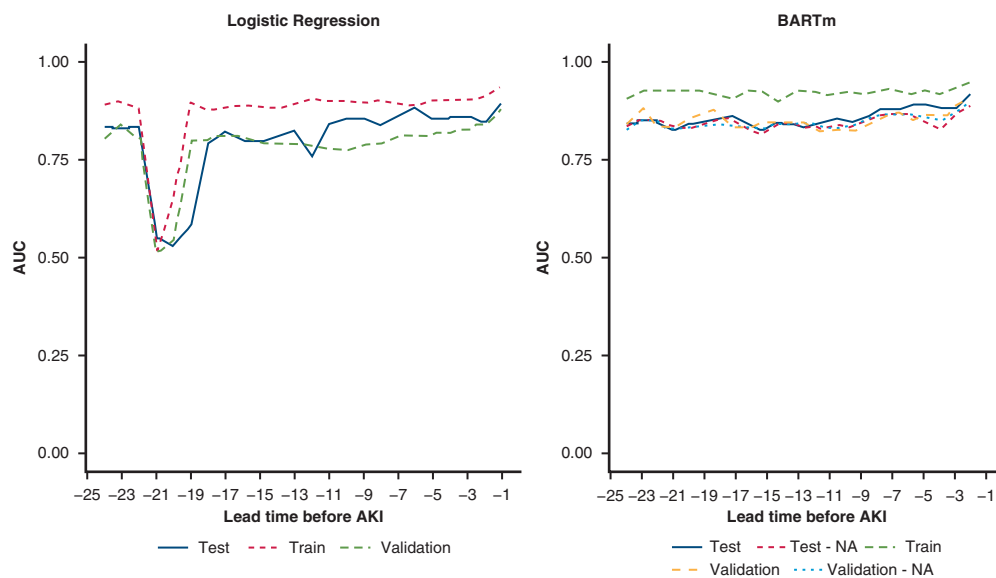 Logistic Regression
AUC
1.00
0.75
0.50
0.25
0.00
−25 −23 −21 −19 −17 −15 −13 −11 −9 −7 −5 −3 −1
Lead time before AKI
Test Train Validation
BARTm
AUC
1.00
0.75
0.50
0.25
0.00
−25 −23 −21 −19 −17 −15 −13 −11 −9 −7 −5 −3 −1
Lead time before AKI
Test Test - NA Train
Validation Validation - NA